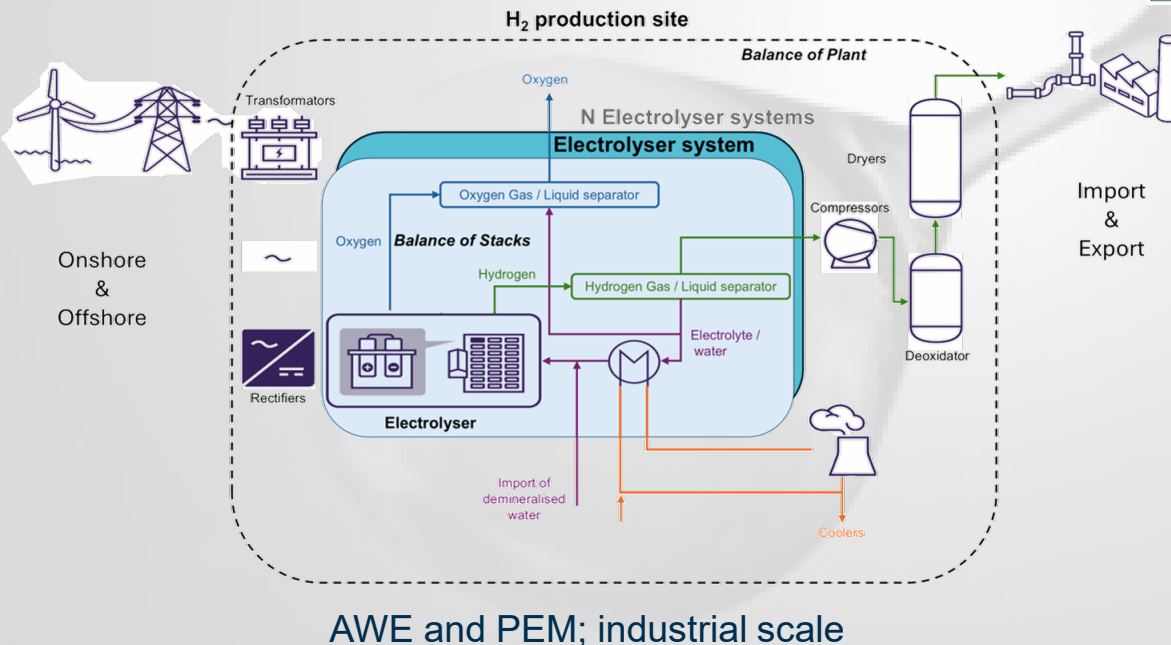 H₂ production site
Balance of Plant
Oxygen
Transformators
N Electrolyser systems
Electrolyser system
Dryers
Oxygen Gas / Liquid separator
Import
&
Export
Compressors
Oxygen
Balance of Stacks
Onshore
&
Offshore
Hydrogen
Hydrogen Gas / Liquid separator
Electrolyte /
water
Deoxidator
Rectifiers
Electrolyser
Import of
demineralised
water
Coolers
AWE and PEM; industrial scale